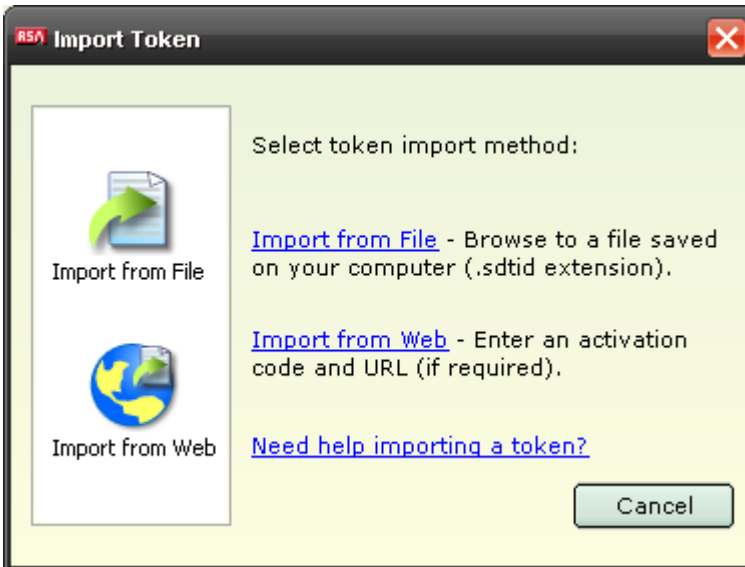 RSA Import Token
Select token import method:
Import from File
Import from File - Browse to a file saved
on your computer (.sdtid extension).
Import from Web - Enter an activation
code and URL (if required).
Import from Web
Need help importing a token?
Cancel